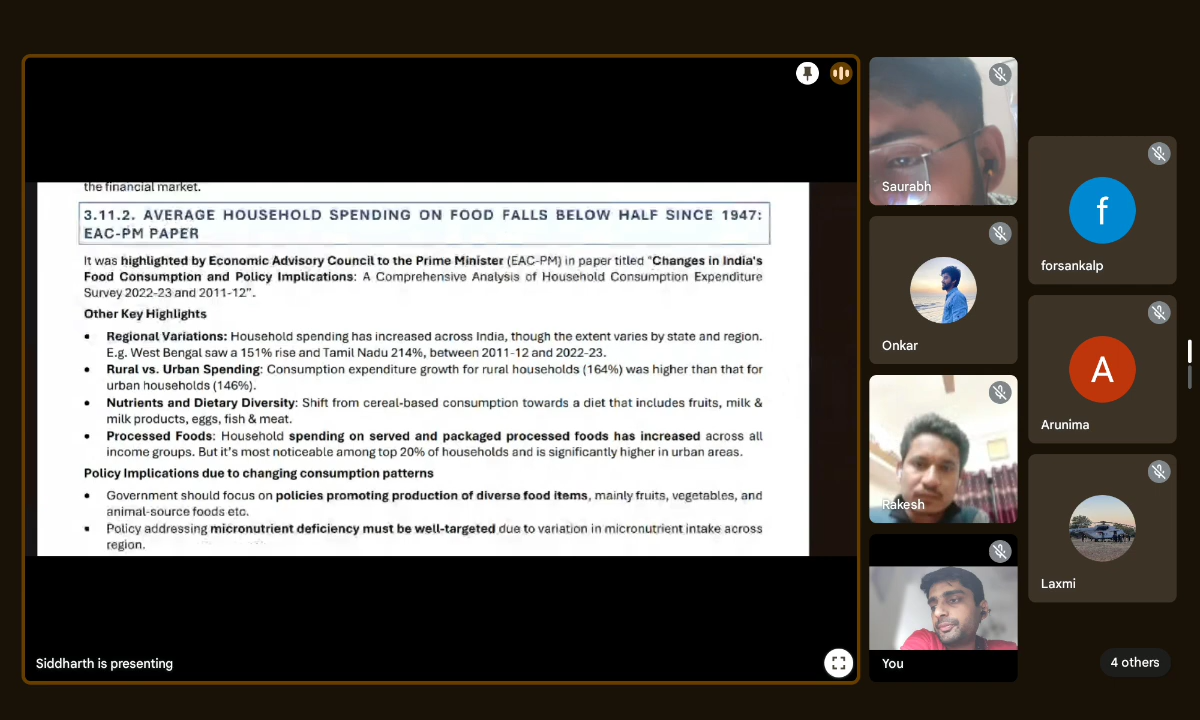 the financial market.
3.11.2. AVERAGE HOUSEHOLD SPENDING ON FOOD FALLS BELOW HALF SINCE 1947:
EAC-PM PAPER
It was highlighted by Economic Advisory Council to the Prime Minister (EAC-PM) in paper titled "Changes in India's
Food Consumption and Policy Implications: A Comprehensive Analysis of Household Consumption Expenditure
Survey 2022-23 and 2011-12".
Other Key Highlights
• Regional Variations: Household spending has increased across India, though the extent varies by state and region.
E.g. West Bengal saw a 151% rise and Tamil Nadu 214%, between 2011-12 and 2022-23.
• Rural vs. Urban Spending: Consumption expenditure growth for rural households (164%) was higher than that for
urban households (146%).
• Nutrients and Dietary Diversity: Shift from cereal-based consumption towards a diet that includes fruits, milk &
milk products, eggs, fish & meat.
• Processed Foods: Household spending on served and packaged processed foods has increased across all
income groups. But it's most noticeable among top 20% of households and is significantly higher in urban areas.
Policy Implications due to changing consumption patterns
• Government should focus on policies promoting production of diverse food items, mainly fruits, vegetables, and
animal-source foods etc.
• Policy addressing micronutrient deficiency must be well-targeted due to variation in micronutrient intake across
region.
Siddharth is presenting
Saurabh
Onkar
Rakesh
You
f
forsankalp
A
Arunima
Laxmi
4 others